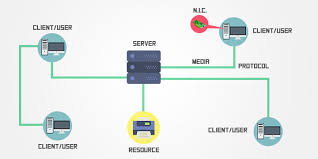 N.I.C.
CLIENT/USER
CLIENT/USER
SERVER
MEDIA
PROTOCOL
CLIENT/USER
CLIENT/USER
RESOURCE